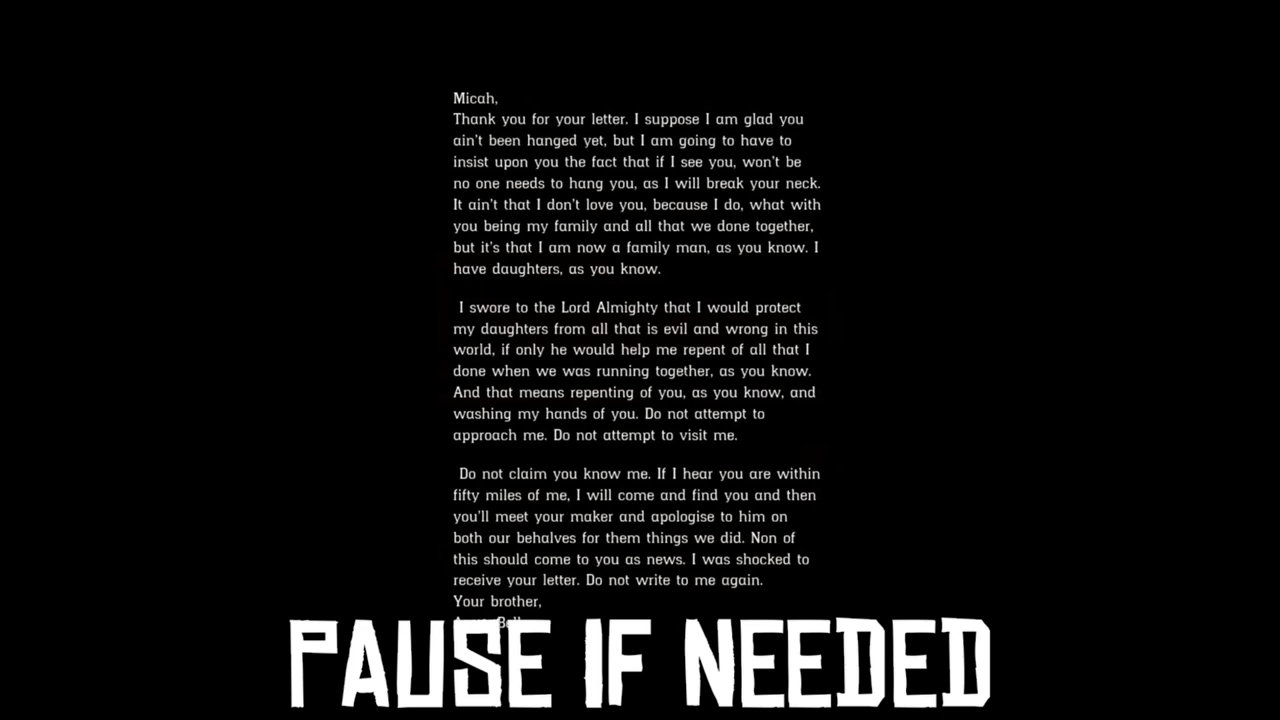 Micah,
Thank you for your letter. I suppose I am glad you
ain't been hanged yet, but I am going to have to
insist upon you the fact that if I see you, won't be
no one needs to hang you, as I will break your neck.
It ain't that I don't love you, because I do, what with
you being my family and all that we done together,
but it's that I am now a family man, as you know. I
have daughters, as you know.
I swore to the Lord Almighty that I would protect
my daughters from all that is evil and wrong in this
world, if only he would help me repent of all that I
done when we was running together, as you know.
And that means repenting of you, as you know, and
washing my hands of you. Do not attempt to
approach me. Do not attempt to visit me.
Do not claim you know me. If I hear you are within
fifty miles of me, I will come and find you and then
you'll meet your maker and apologise to him on
both our behalves for them things we did. Non of
this should come to you as news. I was shocked to
receive your letter. Do not write to me again.
Your brother,
PAUSE IF NEEDED